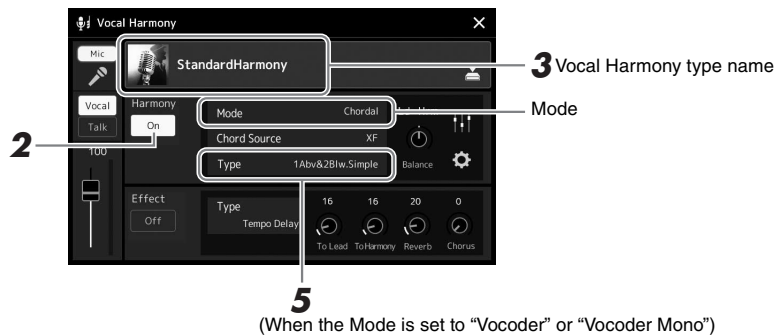 Vocal Harmony
Mic
StandardHarmony
3 Vocal Harmony type name
Vocal
Talk
100
Harmony
On
Mode Chordal
Mode
Chord Source XF
Type 1Abv&2Blw.Simple
Balance
2
Effect
Off
Type
Tempo Delay
16 16 20 0
To Lead To Harmony Reverb Chorus
5
(When the Mode is set to “Vocoder” or “Vocoder Mono”)